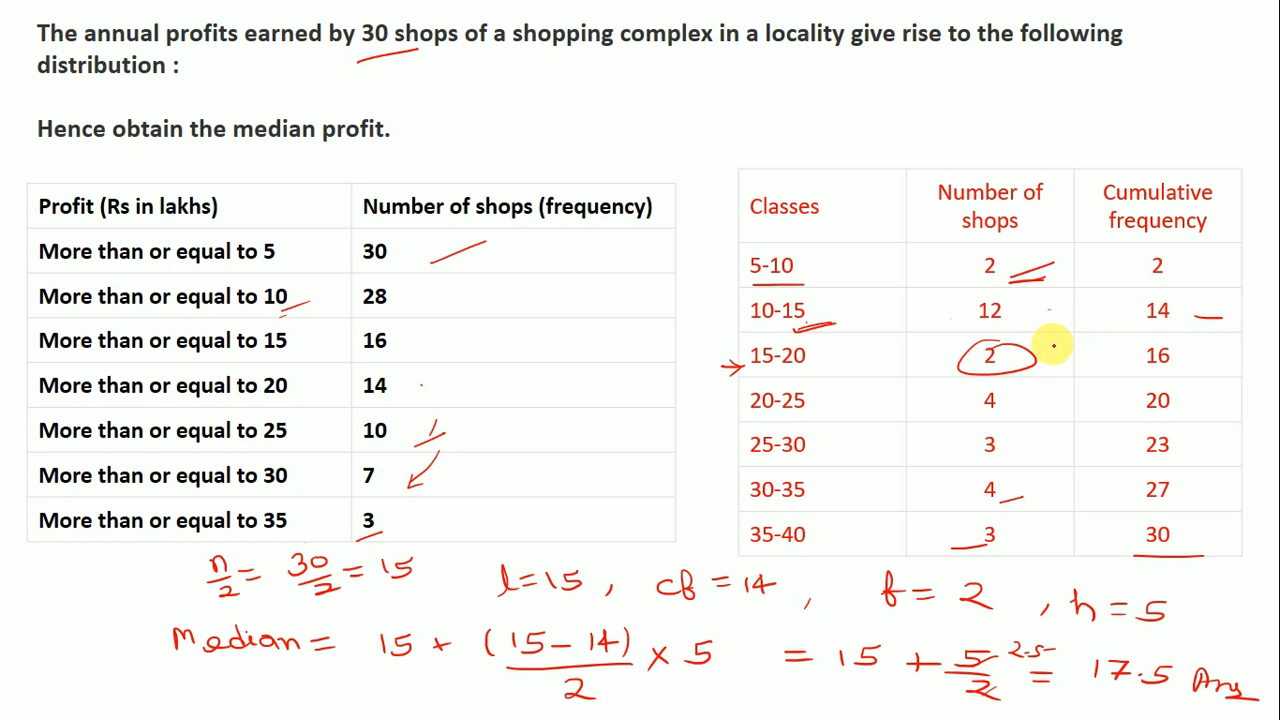 The annual profits earned by 30 shops of a shopping complex in a locality give rise to the following
distribution :
Hence obtain the median profit.
Profit (Rs in lakhs) Number of shops (frequency)
More than or equal to 5 30
More than or equal to 10 28
More than or equal to 15 16
More than or equal to 20 14
More than or equal to 25 10
More than or equal to 30 7
More than or equal to 35 3
Classes Number of shops Cumulative frequency
5-10 2 2
10-15 12 14
15-20 2 16
20-25 4 20
25-30 3 23
30-35 4 27
35-40 3 30
n/2 = 30/2 = 15 l = 15 , cf = 14 , f = 2 , h = 5
Median = 15 + (15 - 14)/2 × 5 = 15 + 5/2 2.5 = 17.5 Ans